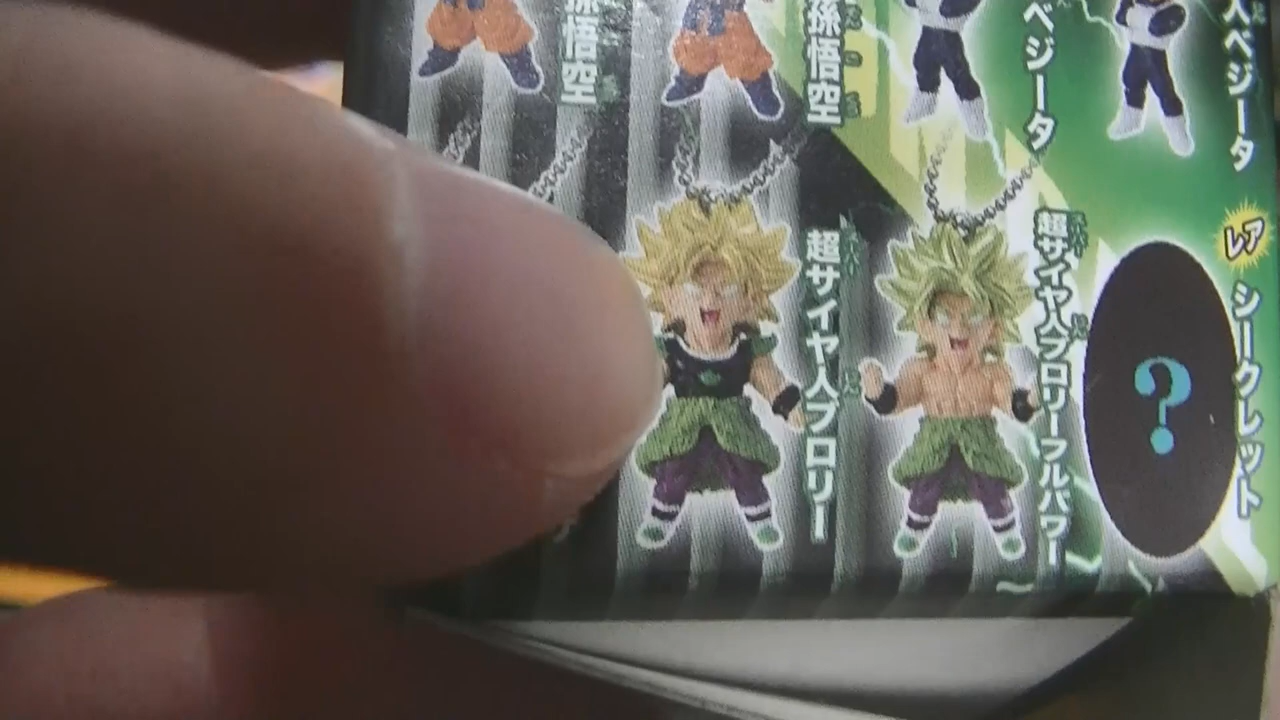 孫悟空
孫悟空
ベジータ
人ベジータ
超サイヤ人ブロリー
超サイヤ人ブロリーフルパワー
レア
シークレット
?